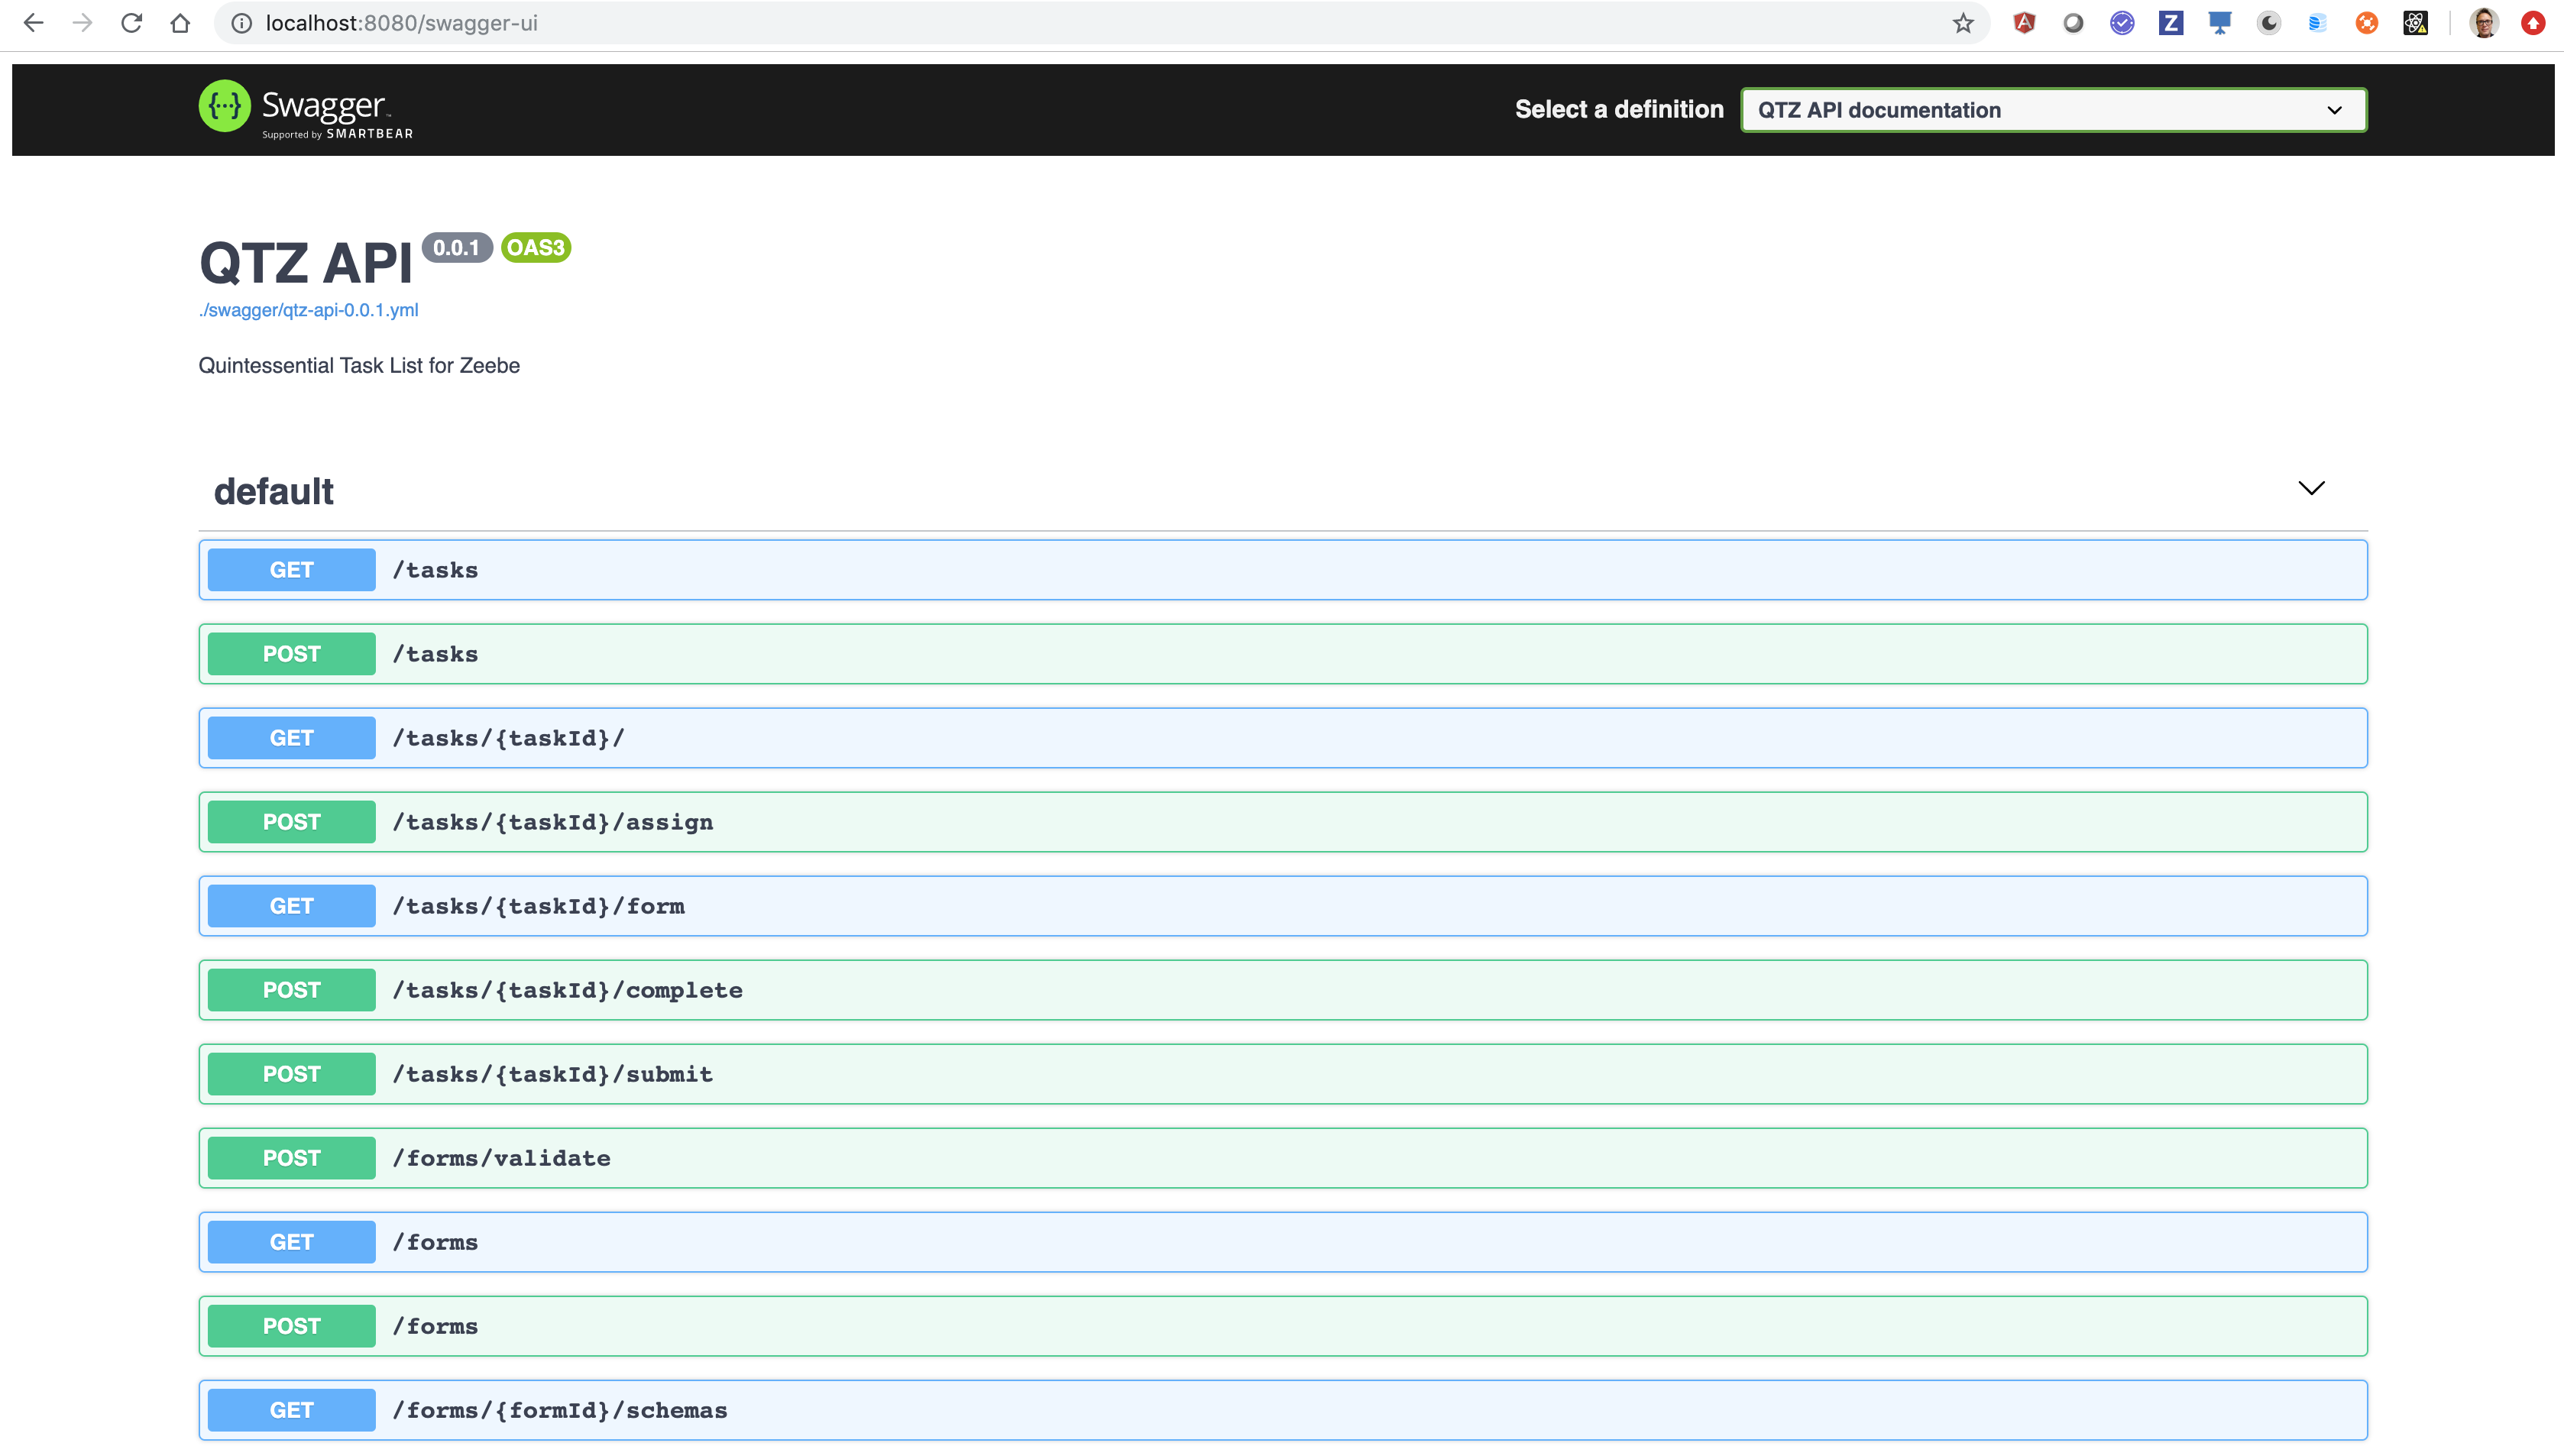 localhost:8080/swagger-ui
Swagger
Supported by SMARTBEAR
Select a definition
QTZ API documentation
QTZ API 0.0.1 OAS3
./swagger/qtz-api-0.0.1.yml
Quintessential Task List for Zeebe
default
GET /tasks
POST /tasks
GET /tasks/{taskId}/
POST /tasks/{taskId}/assign
GET /tasks/{taskId}/form
POST /tasks/{taskId}/complete
POST /tasks/{taskId}/submit
POST /forms/validate
GET /forms
POST /forms
GET /forms/{formId}/schemas